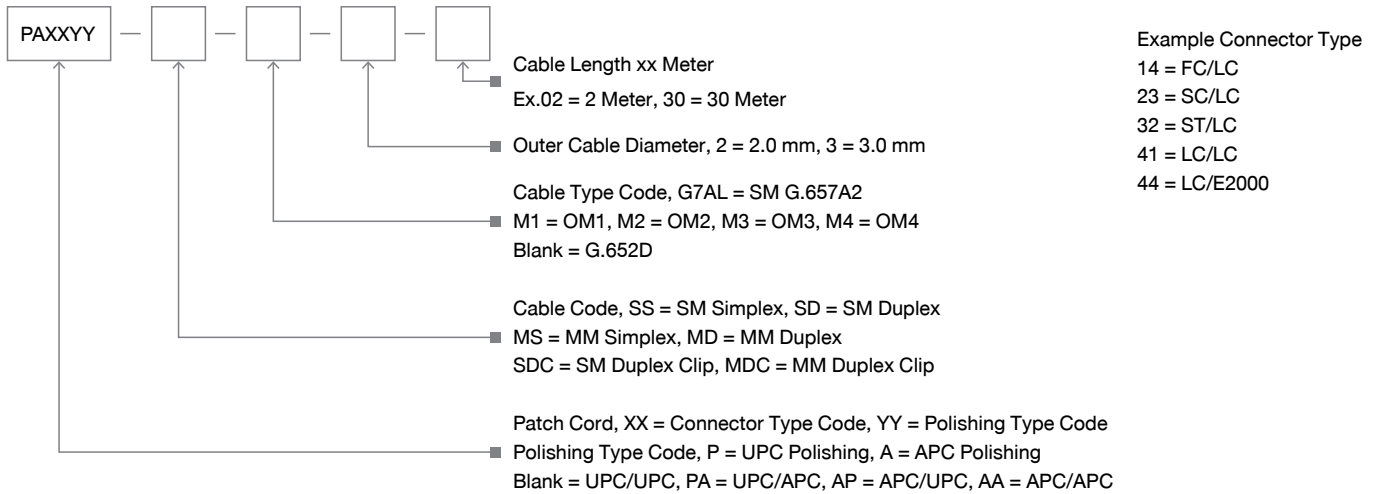 PAXXYY
Cable Length xx Meter
Ex.02 = 2 Meter, 30 = 30 Meter
Outer Cable Diameter, 2 = 2.0 mm, 3 = 3.0 mm
Cable Type Code, G7AL = SM G.657A2
M1 = OM1, M2 = OM2, M3 = OM3, M4 = OM4
Blank = G.652D
Cable Code, SS = SM Simplex, SD = SM Duplex
MS = MM Simplex, MD = MM Duplex
SDC = SM Duplex Clip, MDC = MM Duplex Clip
Patch Cord, XX = Connector Type Code, YY = Polishing Type Code
Polishing Type Code, P = UPC Polishing, A = APC Polishing
Blank = UPC/UPC, PA = UPC/APC, AP = APC/UPC, AA = APC/APC
Example Connector Type
14 = FC/LC
23 = SC/LC
32 = ST/LC
41 = LC/LC
44 = LC/E2000